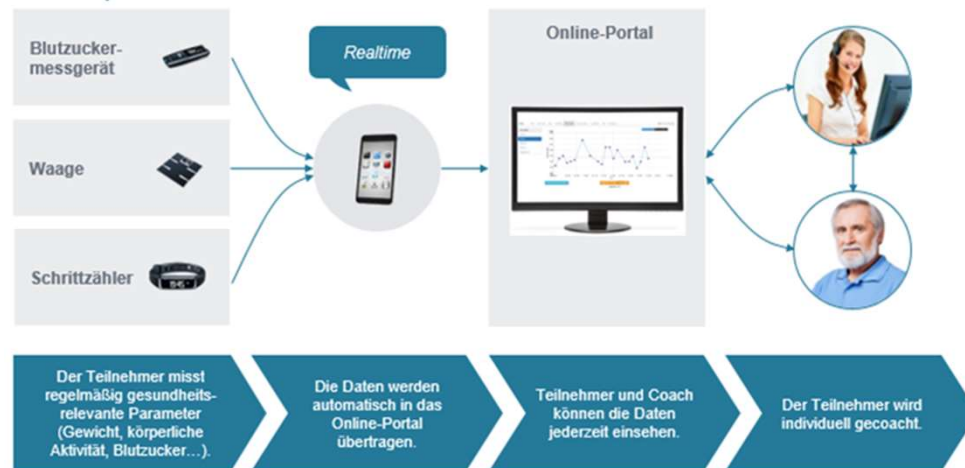 Blutzucker-
messgerät
Realtime
Online-Portal
Waage
Schrittzähler
Der Teilnehmer misst
regelmäßig gesundheits-
relevante Parameter
(Gewicht, körperliche
Aktivität, Blutzucker…).
Die Daten werden
automatisch in das
Online-Portal
übertragen.
Teilnehmer und Coach
können die Daten
jederzeit einsehen.
Der Teilnehmer wird
individuell gecoacht.